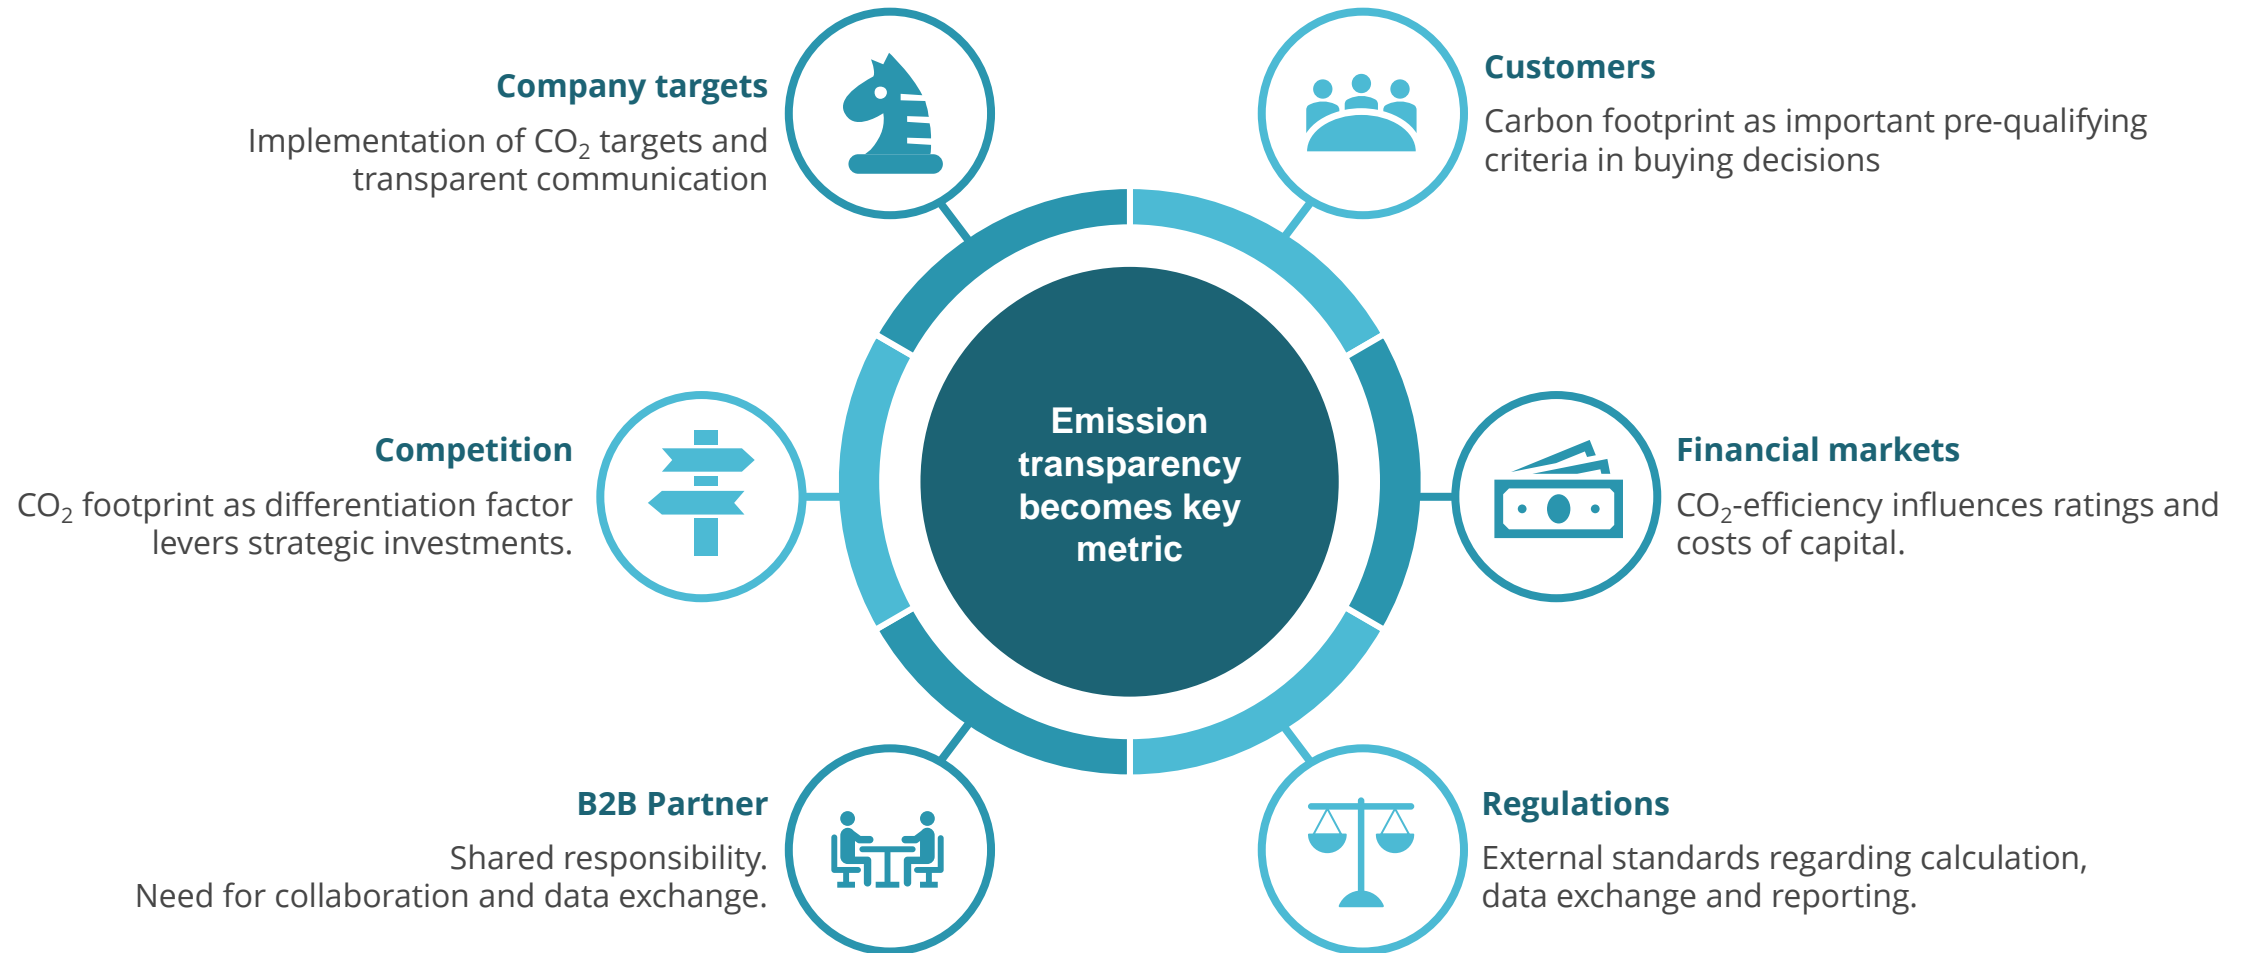 Company targets
Implementation of CO₂ targets and
transparent communication
Customers
Carbon footprint as important pre-qualifying
criteria in buying decisions
Competition
CO₂ footprint as differentiation factor
levers strategic investments.
Emission
transparency
becomes key
metric
Financial markets
CO₂-efficiency influences ratings and
costs of capital.
B2B Partner
Shared responsibility.
Need for collaboration and data exchange.
Regulations
External standards regarding calculation,
data exchange and reporting.